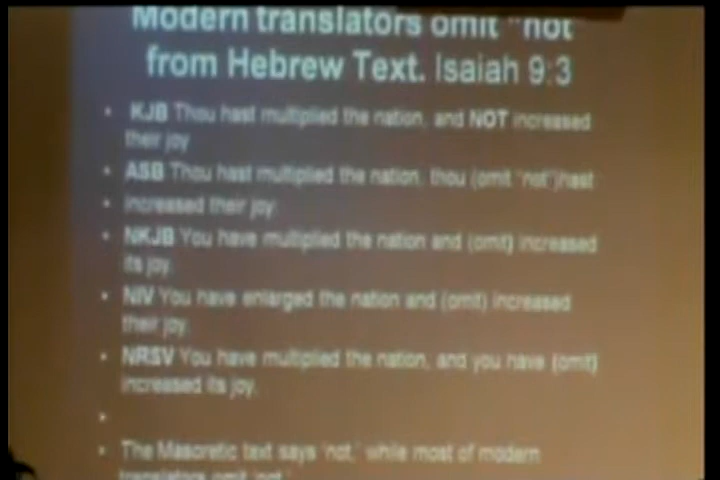 Modern translators omit "not
from Hebrew Text. Isaiah 9:3
• KJB Thou hast multiplied the nation, and NOT increased
their joy
• ASB Thou hast multiplied the nation, thou (omit "not")hast
• increased their joy.
• NKJB You have multiplied the nation and (omit) increased
its joy.
• NIV You have enlarged the nation and (omit) increased
their joy.
• NRSV You have multiplied the nation, and you have (omit)
increased its joy.
•
• The Masoretic text says 'not,' while most of modern
translators omit 'not.'